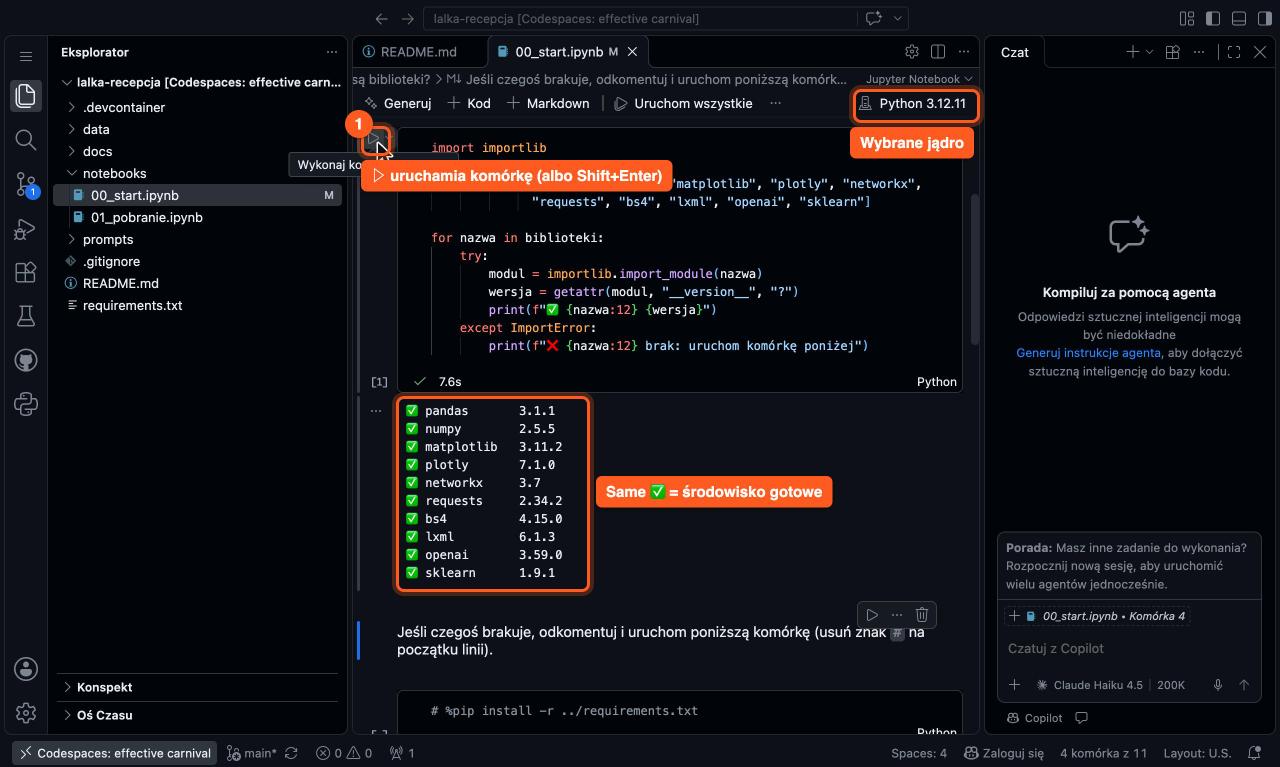 lalka-recepcja [Codespaces: effective carnival]
Eksplorator
lalka-recepcja [Codespaces: effective carn...
.devcontainer
data
docs
notebooks
00_start.ipynb M
01_pobranie.ipynb
prompts
.gitignore
README.md
requirements.txt
Konspekt
Oś Czasu
README.md
00_start.ipynb M
są biblioteki? > M↓ Jeśli czegoś brakuje, odkomentuj i uruchom poniższą komórk...
Jupyter Notebook
Generuj
Kod
Markdown
Uruchom wszystkie
Python 3.12.11
1
Wybrane jądro
Wykonaj
uruchamia komórkę (albo Shift+Enter)
import importlib
"matplotlib", "plotly", "networkx",
"requests", "bs4", "lxml", "openai", "sklearn"]
for nazwa in biblioteki:
try:
modul = importlib.import_module(nazwa)
wersja = getattr(modul, "__version__", "?")
print(f"✅ {nazwa:12} {wersja}")
except ImportError:
print(f"❌ {nazwa:12} brak: uruchom komórkę poniżej")
[1]
7.6s
Python
✅ pandas 3.1.1
✅ numpy 2.5.5
✅ matplotlib 3.11.2
✅ plotly 7.1.0
✅ networkx 3.7
✅ requests 2.34.2
✅ bs4 4.15.0
✅ lxml 6.1.3
✅ openai 3.59.0
✅ sklearn 1.9.1
Same ✅ = środowisko gotowe
Jeśli czegoś brakuje, odkomentuj i uruchom poniższą komórkę (usuń znak # na
początku linii).
# %pip install -r ../requirements.txt
Python
Czat
Kompiluj za pomocą agenta
Odpowiedzi sztucznej inteligencji mogą
być niedokładne
Generuj instrukcje agenta, aby dołączyć
sztuczną inteligencję do bazy kodu.
Porada: Masz inne zadanie do wykonania?
Rozpocznij nową sesję, aby uruchomić
wielu agentów jednocześnie.
00_start.ipynb • Komórka 4
Czatuj z Copilot
Claude Haiku 4.5 | 200K
Copilot
1
Codespaces: effective carnival
main*
0
0
1
Spaces: 4
Zaloguj się
4 komórka z 11
Layout: U.S.